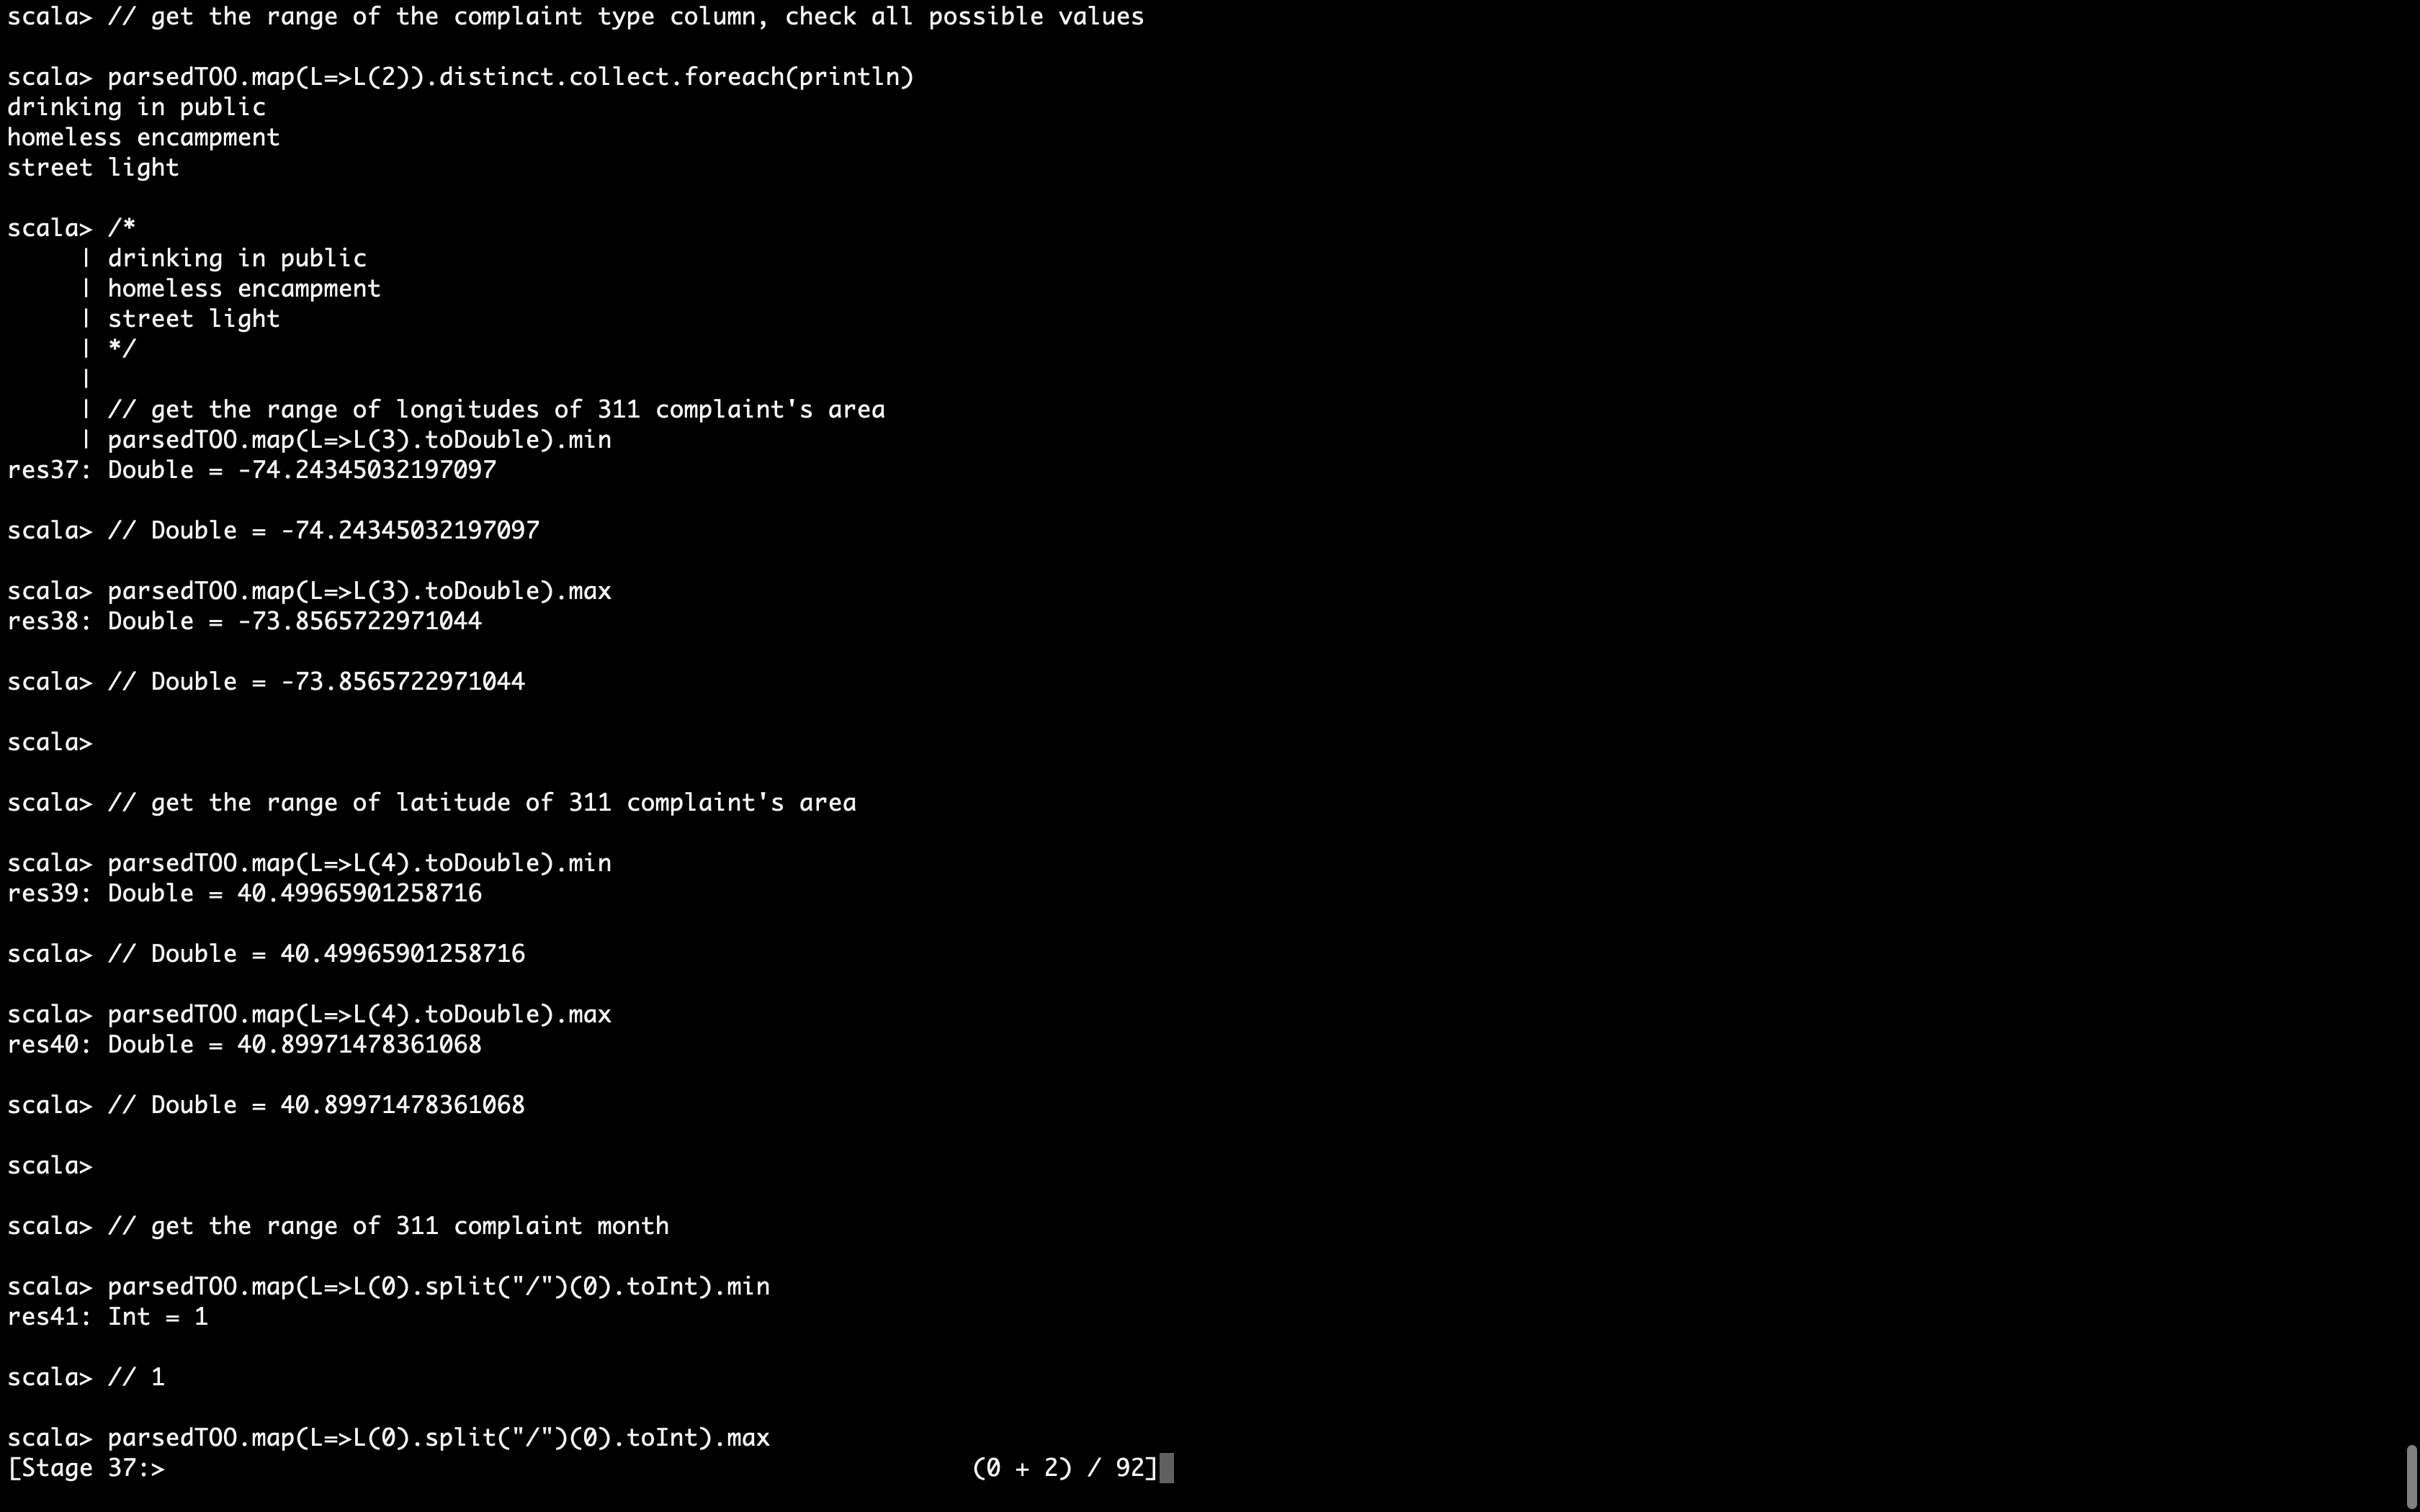 scala> // get the range of the complaint type column, check all possible values
scala> parsedTOO.map(L=>L(2)).distinct.collect.foreach(println)
drinking in public
homeless encampment
street light
scala> /*
| drinking in public
| homeless encampment
| street light
| */
|
| // get the range of longitudes of 311 complaint's area
| parsedTOO.map(L=>L(3).toDouble).min
res37: Double = -74.24345032197097
scala> // Double = -74.24345032197097
scala> parsedTOO.map(L=>L(3).toDouble).max
res38: Double = -73.8565722971044
scala> // Double = -73.8565722971044
scala>
scala> // get the range of latitude of 311 complaint's area
scala> parsedTOO.map(L=>L(4).toDouble).min
res39: Double = 40.49965901258716
scala> // Double = 40.49965901258716
scala> parsedTOO.map(L=>L(4).toDouble).max
res40: Double = 40.89971478361068
scala> // Double = 40.89971478361068
scala>
scala> // get the range of 311 complaint month
scala> parsedTOO.map(L=>L(0).split("/")(0).toInt).min
res41: Int = 1
scala> // 1
scala> parsedTOO.map(L=>L(0).split("/")(0).toInt).max
[Stage 37:> (0 + 2) / 92]